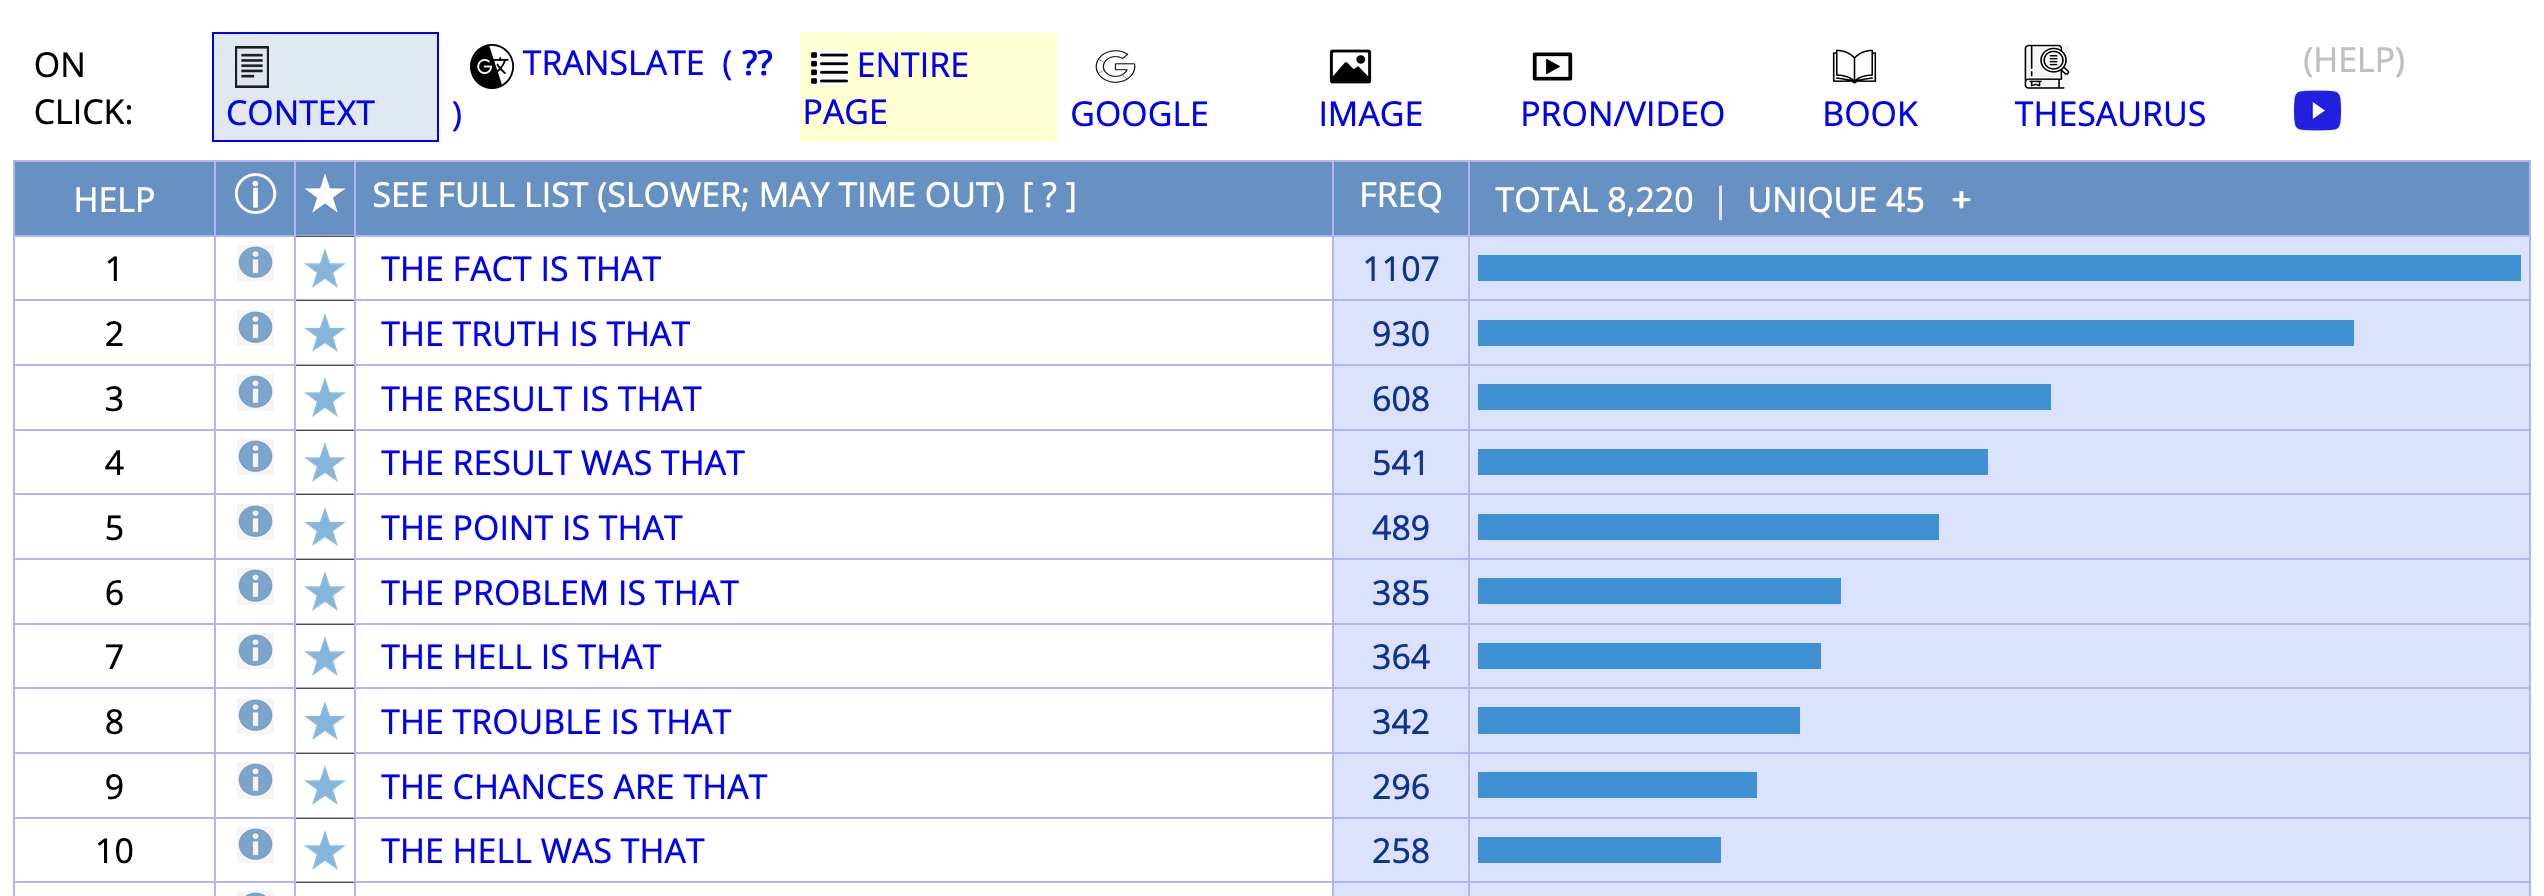 ON CLICK:
CONTEXT
TRANSLATE ( ?? )
ENTIRE PAGE
GOOGLE
IMAGE
PRON/VIDEO
BOOK
THESAURUS
(HELP)
HELP SEE FULL LIST (SLOWER; MAY TIME OUT) [ ? ] FREQ TOTAL 8,220 | UNIQUE 45 +
1 THE FACT IS THAT 1107
2 THE TRUTH IS THAT 930
3 THE RESULT IS THAT 608
4 THE RESULT WAS THAT 541
5 THE POINT IS THAT 489
6 THE PROBLEM IS THAT 385
7 THE HELL IS THAT 364
8 THE TROUBLE IS THAT 342
9 THE CHANCES ARE THAT 296
10 THE HELL WAS THAT 258